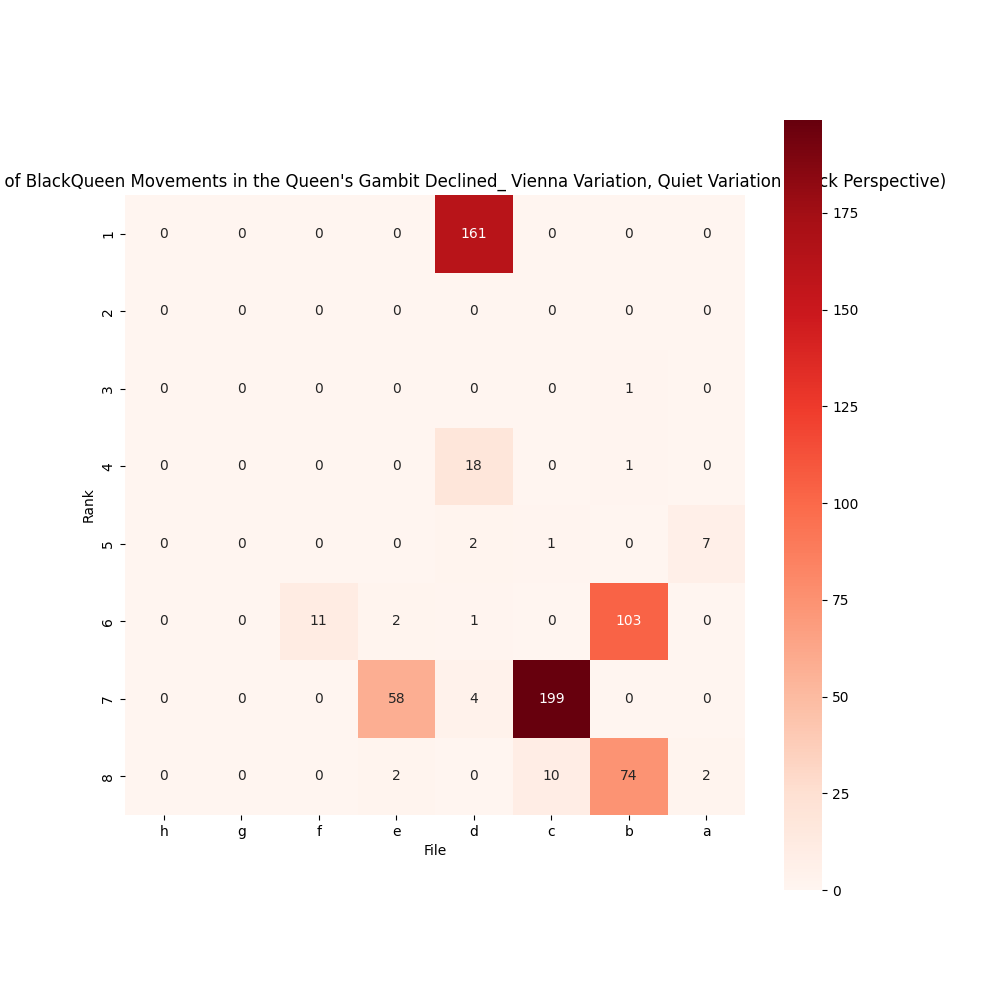 of BlackQueen Movements in the Queen's Gambit Declined_ Vienna Variation, Quiet Variation ck Perspective)
1 0 0 0 0 161 0 0 0
2 0 0 0 0 0 0 0 0
3 0 0 0 0 0 0 1 0
4 0 0 0 0 18 0 1 0
5 0 0 0 0 2 1 0 7
6 0 0 11 2 1 0 103 0
7 0 0 0 58 4 199 0 0
8 0 0 0 2 0 10 74 2
h g f e d c b a
File
Rank
175
150
125
100
75
50
25
0